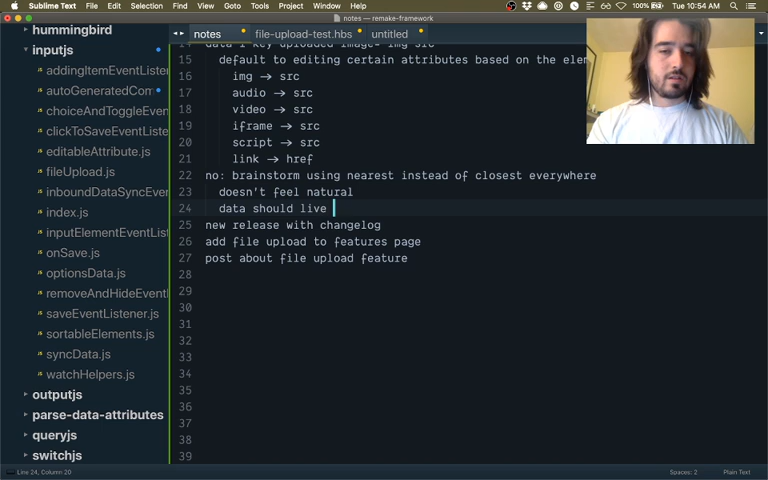 Sublime Text File Edit Selection Find View Goto Tools Project Window Help 100% Tue 10:54 AM
notes — remake-framework
notes file-upload-test.hbs untitled
hummingbird
inputjs
addingItemEventListe
autoGeneratedCom
choiceAndToggleEven
clickToSaveEventListe
editableAttribute.js
fileUpload.js
inboundDataSyncEver
index.js
inputElementEventList
onSave.js
optionsData.js
removeAndHideEventl
saveEventListener.js
sortableElements.js
syncData.js
watchHelpers.js
outputjs
parse-data-attributes
queryjs
switchjs
15 default to editing certain attributes based on the elem
16 img → src
17 audio → src
18 video → src
19 iframe → src
20 script → src
21 link → href
22 no: brainstorm using nearest instead of closest everywhere
23 doesn't feel natural
24 data should live
25 new release with changelog
26 add file upload to features page
27 post about file upload feature
28
29
30
31
32
33
34
35
36
37
38
39
Line 24, Column 20 Spaces: 2 Plain Text